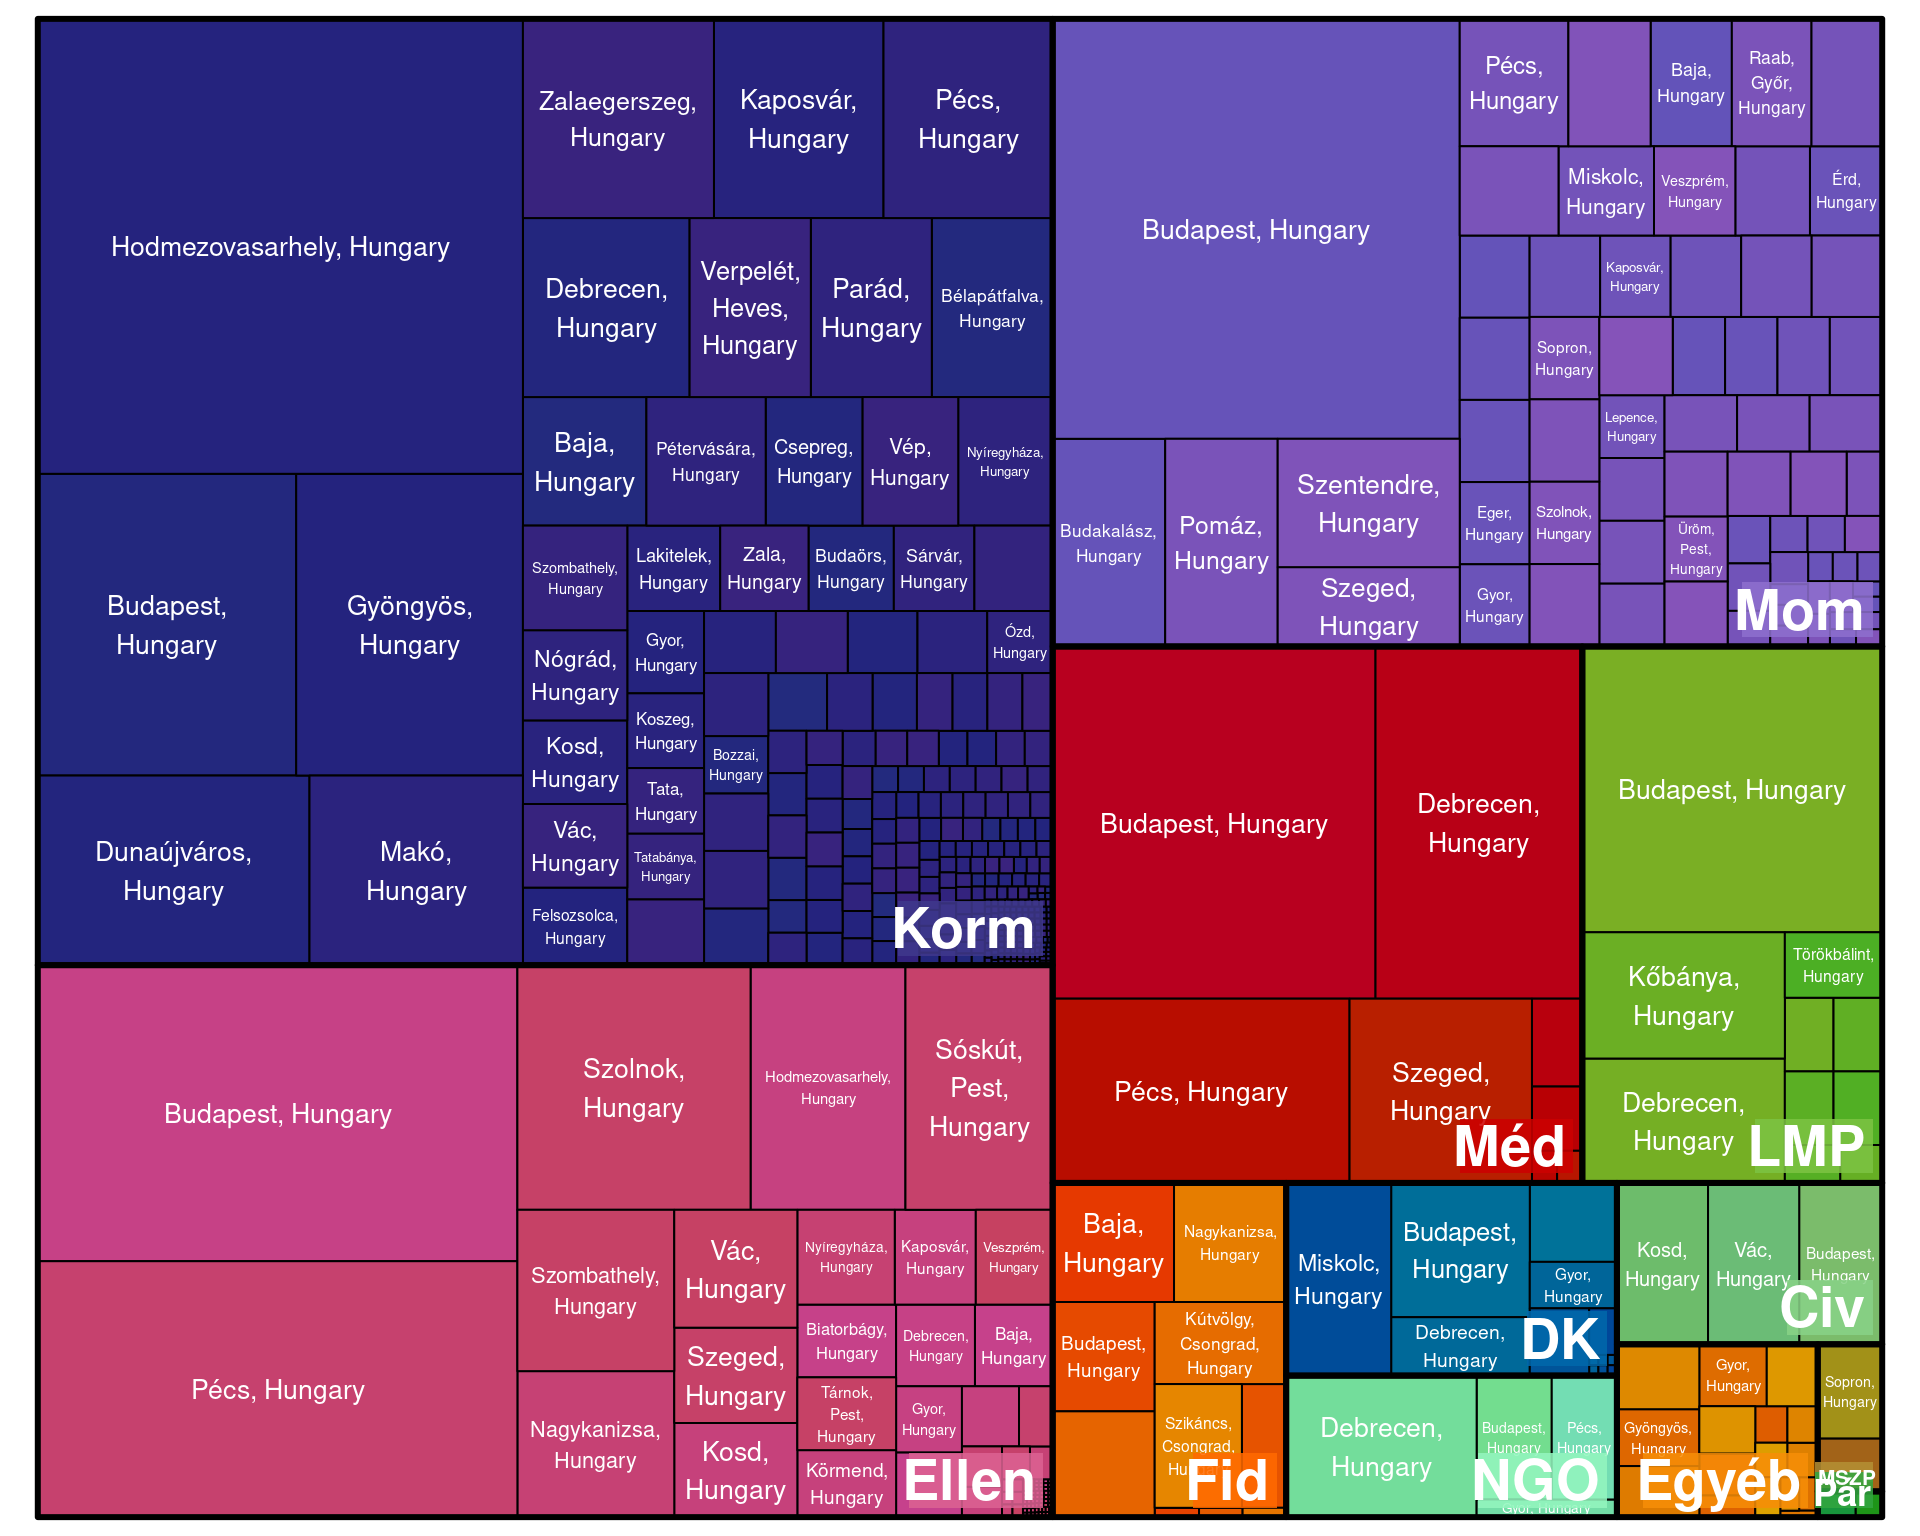 Hodmezovasarhely, Hungary
Budapest,
Hungary
Gyöngyös,
Hungary
Dunaújváros,
Hungary
Makó,
Hungary
Zalaegerszeg,
Hungary
Kaposvár,
Hungary
Pécs,
Hungary
Debrecen,
Hungary
Verpelét,
Heves,
Hungary
Parád,
Hungary
Bélapátfalva,
Hungary
Baja,
Hungary
Pétervására,
Hungary
Csepreg,
Hungary
Vép,
Hungary
Nyíregyháza,
Hungary
Szombathely,
Hungary
Lakitelek,
Hungary
Zala,
Hungary
Budaörs,
Hungary
Sárvár,
Hungary
Nógrád,
Hungary
Gyor,
Hungary
Ózd,
Hungary
Kosd,
Hungary
Koszeg,
Hungary
Bozzai,
Hungary
Vác,
Hungary
Tata,
Hungary
Tatabánya,
Hungary
Felsozsolca,
Hungary
Korm
Budapest, Hungary
Pécs,
Hungary
Baja,
Hungary
Raab,
Győr,
Hungary
Miskolc,
Hungary
Veszprém,
Hungary
Érd,
Hungary
Kaposvár,
Hungary
Sopron,
Hungary
Lepence,
Hungary
Budakalász,
Hungary
Pomáz,
Hungary
Szentendre,
Hungary
Szeged,
Hungary
Eger,
Hungary
Szolnok,
Hungary
Gyor,
Hungary
Üröm,
Pest,
Hungary
Mom
Budapest, Hungary
Debrecen,
Hungary
Pécs, Hungary
Szeged,
Hungary
Méd
Budapest, Hungary
Kőbánya,
Hungary
Törökbálint,
Hungary
Debrecen,
Hungary
LMP
Budapest, Hungary
Pécs, Hungary
Szolnok,
Hungary
Hodmezovasarhely,
Hungary
Sóskút,
Pest,
Hungary
Szombathely,
Hungary
Vác,
Hungary
Nyíregyháza,
Hungary
Kaposvár,
Hungary
Veszprém,
Hungary
Szeged,
Hungary
Biatorbágy,
Hungary
Debrecen,
Hungary
Baja,
Hungary
Nagykanizsa,
Hungary
Tárnok,
Pest,
Hungary
Gyor,
Hungary
Kosd,
Hungary
Körmend,
Hungary
Ellen
Baja,
Hungary
Nagykanizsa,
Hungary
Budapest,
Hungary
Kútvölgy,
Csongrad,
Hungary
Szikáncs,
Csongrad,
Fid
Miskolc,
Hungary
Budapest,
Hungary
Gyor,
Hungary
Debrecen,
Hungary
DK
Debrecen,
Hungary
Budapest,
Hungary
Pécs,
Hungary
Gyor, Hungary
NGO
Kosd,
Hungary
Vác,
Hungary
Budapest,
Hungary
Civ
Gyor,
Hungary
Gyöngyös,
Hungary
Egyéb
Sopron,
Hungary
MSZP
Pár